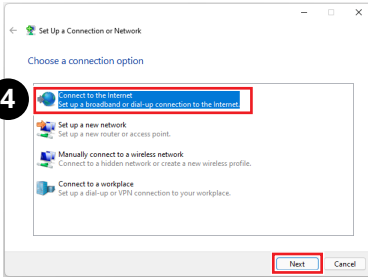 Set Up a Connection or Network
Choose a connection option
4
Connect to the Internet
Set up a broadband or dial-up connection to the Internet.
Set up a new network
Set up a new router or access point.
Manually connect to a wireless network
Connect to a hidden network or create a new wireless profile.
Connect to a workplace
Set up a dial-up or VPN connection to your workplace.
Next
Cancel